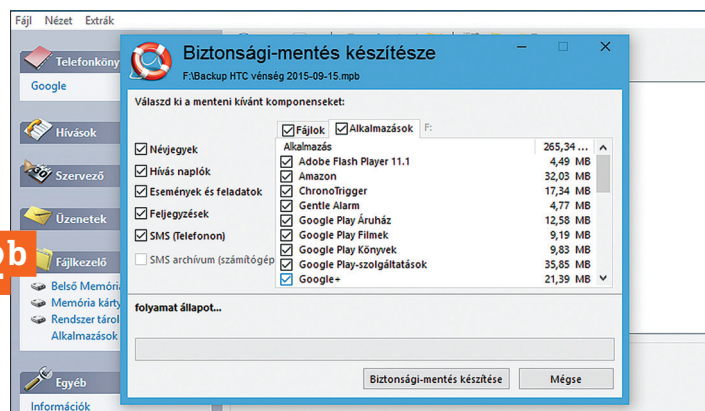 Fájl Nézet Extrák
Telefonköny
Google
Hívások
Szervező
Üzenetek
Fájlkezelő
Belső Memóri
Memória kárty
Rendszer tárol
Alkalmazások
Egyéb
Információk
b
Biztonsági-mentés készítésze
F:\Backup HTC vénség 2015-09-15.mpb
Válaszd ki a menteni kívánt komponenseket:
Névjegyek
Hívás naplók
Események és feladatok
Feljegyzések
SMS (Telefonon)
SMS archívum (számítógép
Fájlok Alkalmazások F:
Alkalmazás 265,34 ...
Adobe Flash Player 11.1 4,49 MB
Amazon 32,03 MB
ChronoTrigger 17,34 MB
Gentle Alarm 4,77 MB
Google Play Áruház 12,58 MB
Google Play Filmek 9,19 MB
Google Play Könyvek 9,83 MB
Google Play-szolgáltatások 35,85 MB
Google+ 21,39 MB
folyamat állapot...
Biztonsági-mentés készítése Mégse